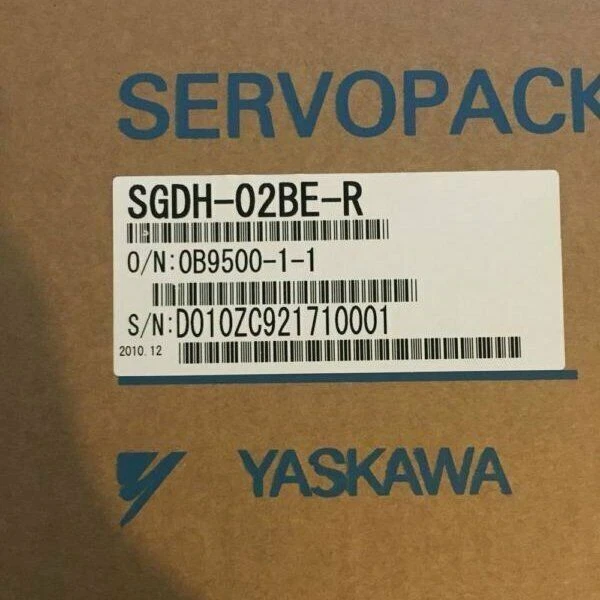 SERVOPACK
SGDH-02BE-R
O/N:0B9500-1-1
S/N:D010ZC921710001
2010.12
YASKAWA